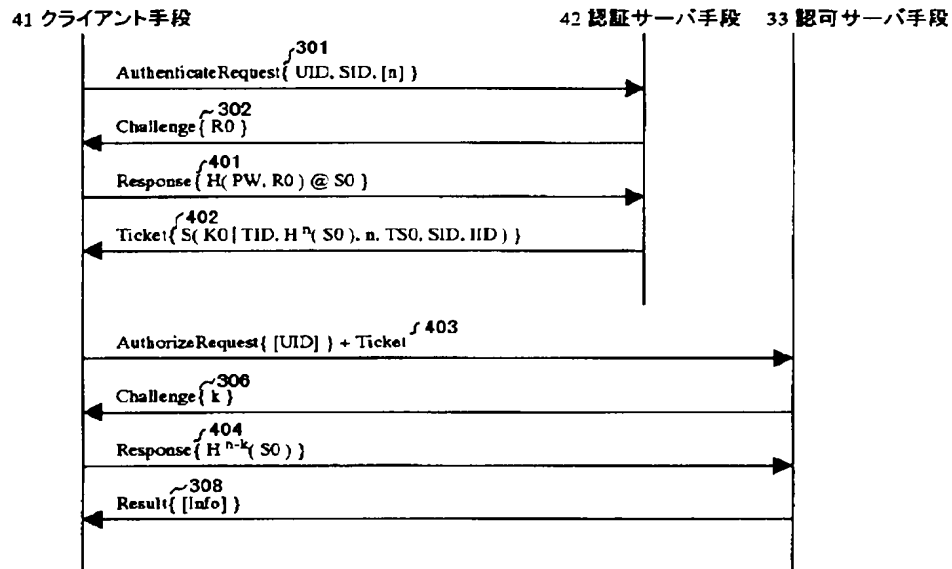 41 クライアント手段
42 認証サーバ手段
33 認可サーバ手段
301
AuthenticateRequest{ UID, SID, [n] }
302
Challenge{ R0 }
401
Response{ H( PW, R0 ) @ S0 }
402
Ticket{ S( K0 | TID, H^n( S0 ), n, TS0, SID, IID ) }
403
AuthorizeRequest{ [UID] } + Ticket
306
Challenge{ k }
404
Response{ H^n-k( S0 ) }
308
Result{ [Info] }